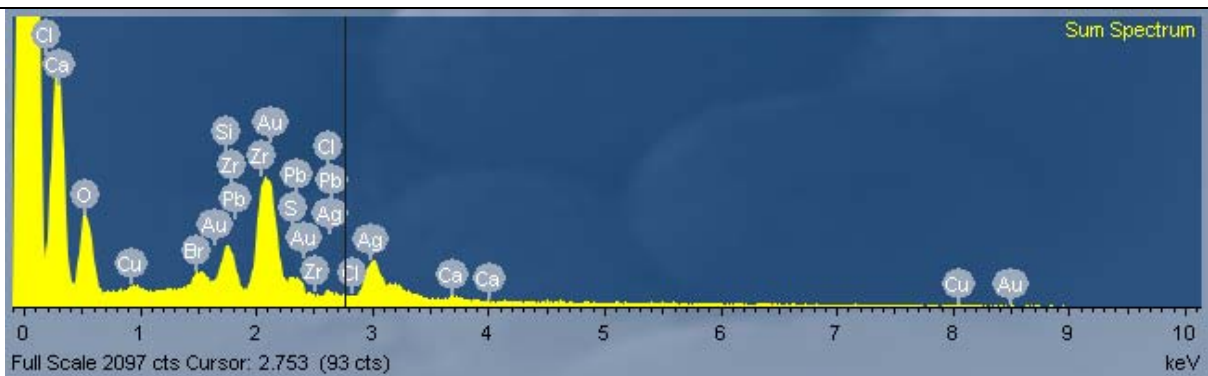 Sum Spectrum
Cl
Ca
Si
Au
Cl
Zr
Zr
Pb
Pb
O
Pb
S
Ag
Au
Au
Ag
Br
Cu
Zr
Cl
Ca
Ca
Cu
Au
0 1 2 3 4 5 6 7 8 9 10
Full Scale 2097 cts Cursor: 2.753 (93 cts) keV